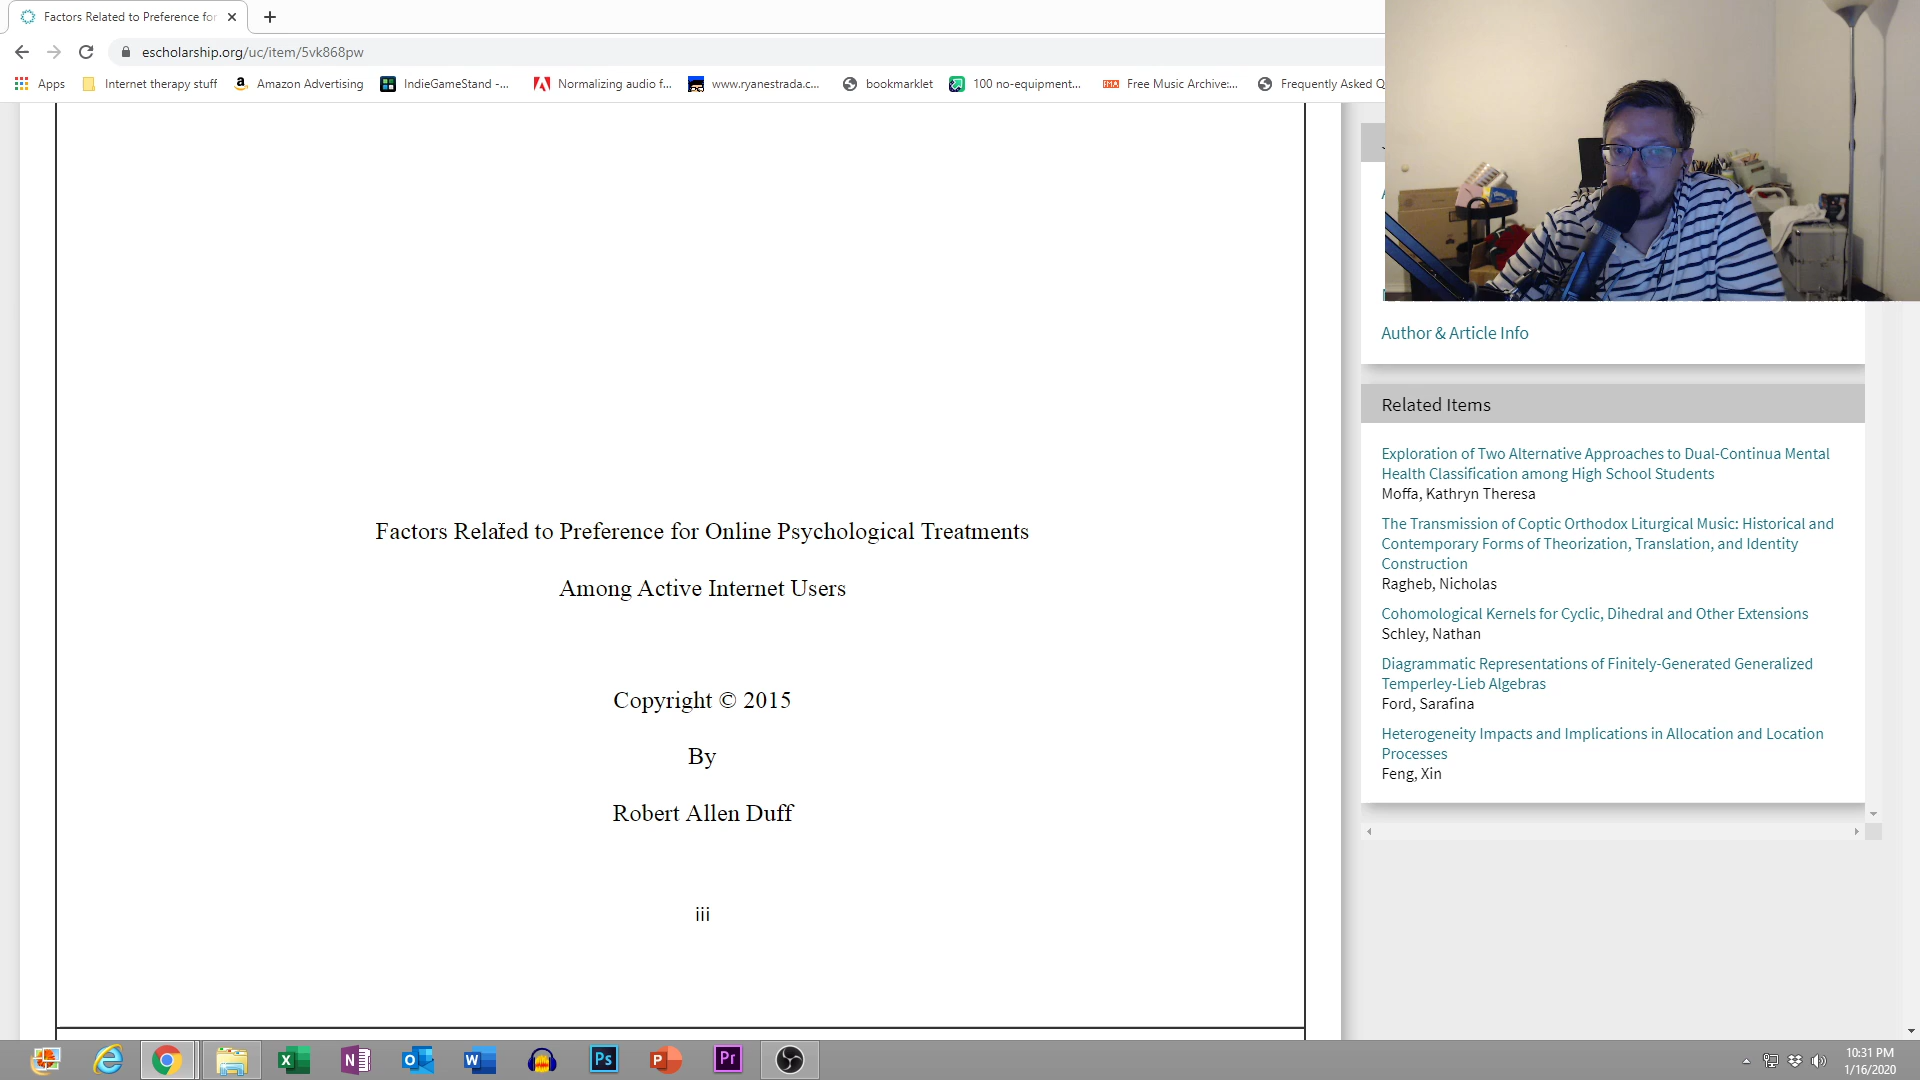 Factors Related to Preference for
escholarship.org/uc/item/5vk868pw
Apps
Internet therapy stuff
Amazon Advertising
IndieGameStand -...
Normalizing audio f...
www.ryanestrada.c...
bookmarklet
100 no-equipment...
Free Music Archive:...
Frequently Asked Q
Factors Related to Preference for Online Psychological Treatments
Among Active Internet Users
Copyright © 2015
By
Robert Allen Duff
iii
Author & Article Info
Related Items
Exploration of Two Alternative Approaches to Dual-Continua Mental
Health Classification among High School Students
Moffa, Kathryn Theresa
The Transmission of Coptic Orthodox Liturgical Music: Historical and
Contemporary Forms of Theorization, Translation, and Identity
Construction
Ragheb, Nicholas
Cohomological Kernels for Cyclic, Dihedral and Other Extensions
Schley, Nathan
Diagrammatic Representations of Finitely-Generated Generalized
Temperley-Lieb Algebras
Ford, Sarafina
Heterogeneity Impacts and Implications in Allocation and Location
Processes
Feng, Xin
10:31 PM
1/16/2020